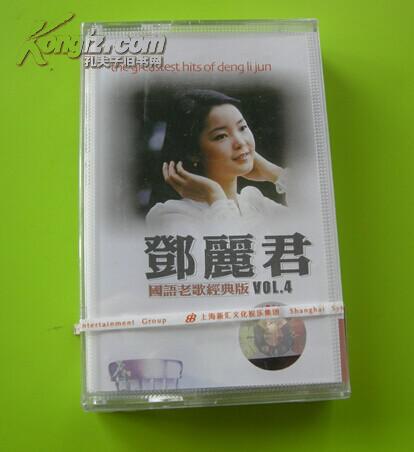 Kongfz.com
孔夫子旧书网
the greatest hits of deng li jun
鄧麗君
國語老歌經典版 VOL.4
ntertainment Group 上海新汇文化娱乐集团 Shanghai Syn